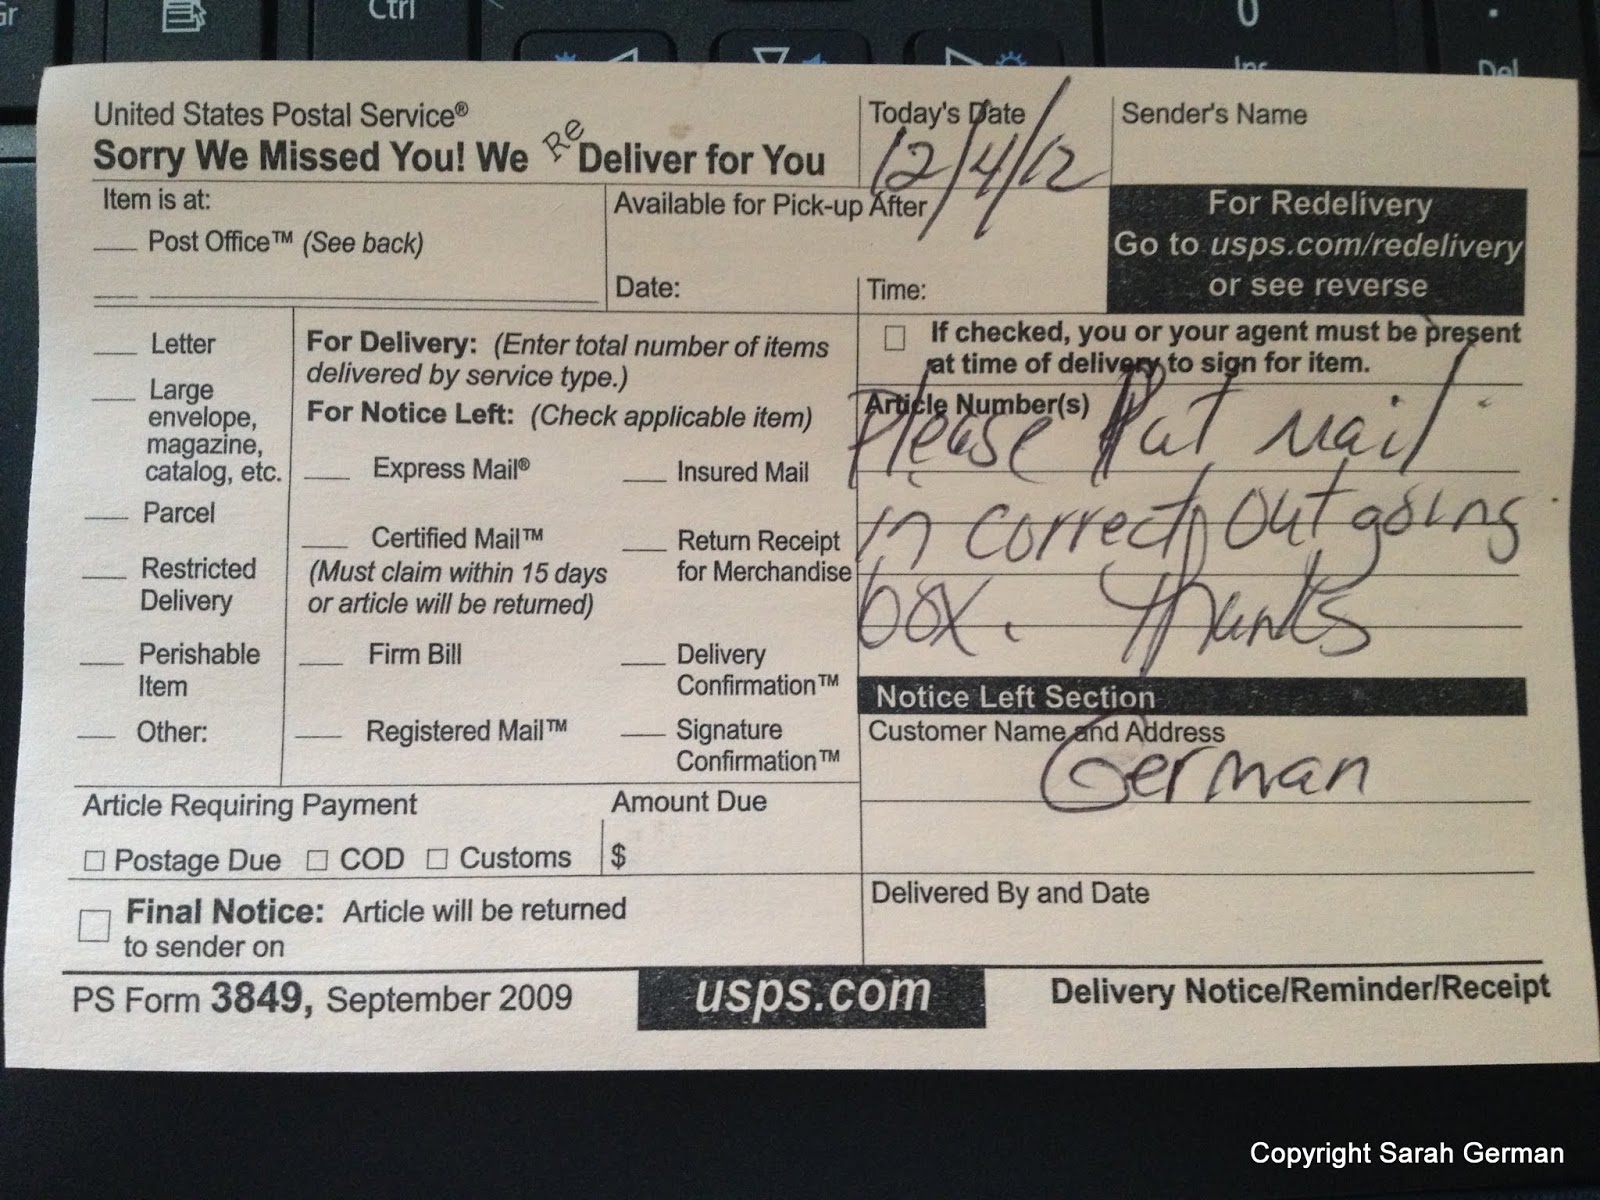 Gr
Ctrl
0
Ins
.
Del
United States Postal Service®
Sorry We Missed You! We Re Deliver for You
Today's Date
12/4/12
Sender's Name
Item is at:
Post Office™ (See back)
Available for Pick-up After
Date:
Time:
For Redelivery
Go to usps.com/redelivery
or see reverse
Letter
Large
envelope,
magazine,
catalog, etc.
Parcel
Restricted
Delivery
Perishable
Item
Other:
For Delivery: (Enter total number of items
delivered by service type.)
For Notice Left: (Check applicable item)
Express Mail®
Certified Mail™
(Must claim within 15 days
or article will be returned)
Firm Bill
Registered Mail™
Insured Mail
Return Receipt
for Merchandise
Delivery
Confirmation™
Signature
Confirmation™
If checked, you or your agent must be present
at time of delivery to sign for item.
Article Number(s)
Please Put mail
in correct outgoing
box. Thanks
Notice Left Section
Customer Name and Address
German
Article Requiring Payment
Postage Due COD Customs
Amount Due
$
Final Notice: Article will be returned
to sender on
Delivered By and Date
PS Form 3849, September 2009
usps.com
Delivery Notice/Reminder/Receipt
Copyright Sarah German